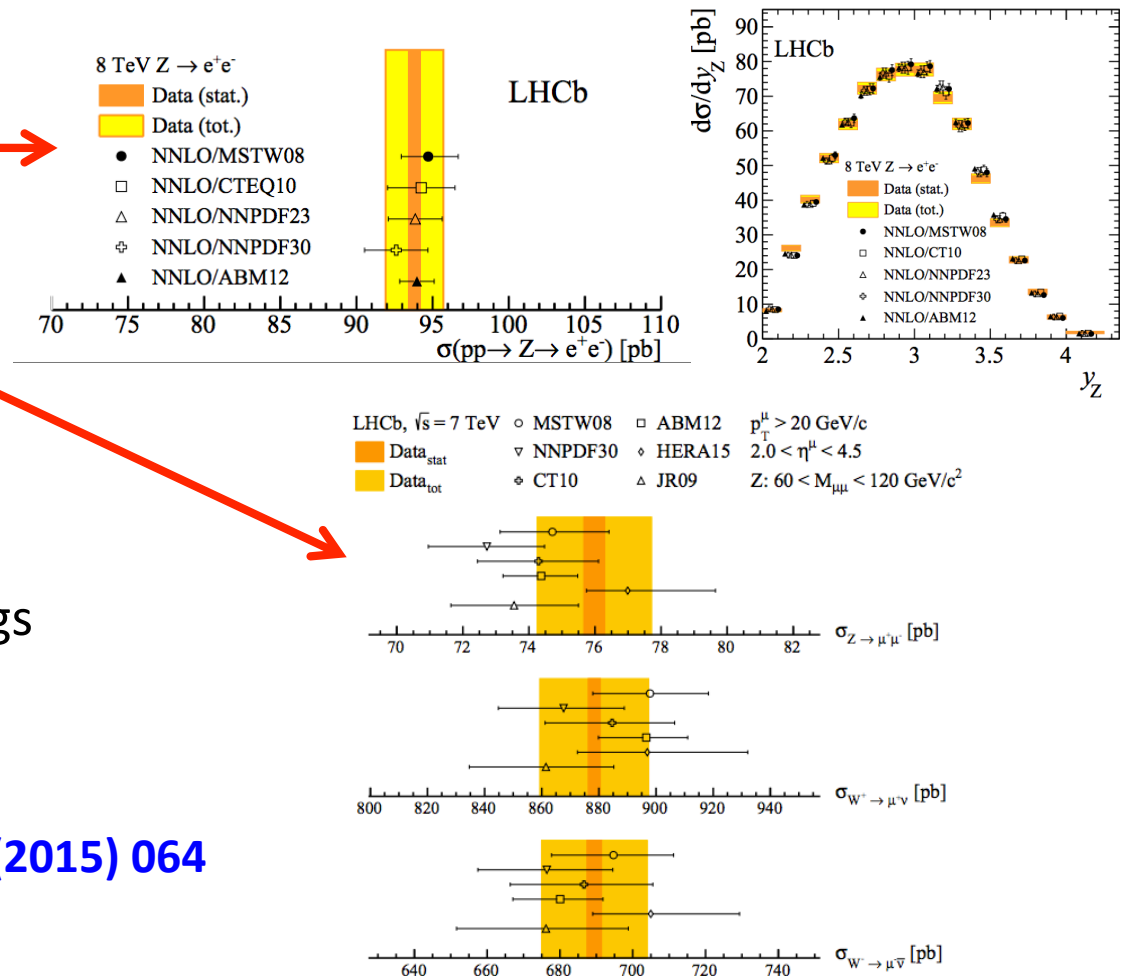 8 TeV Z → e⁺e⁻
LHCb
Data (stat.)
Data (tot.)
NNLO/MSTW08
NNLO/CTEQ10
NNLO/NNPDF23
NNLO/NNPDF30
NNLO/ABM12
70 75 80 85 90 95 100 105 110
σ(pp→ Z→ e⁺e⁻) [pb]
dσ/dy_Z [pb]
LHCb
90
80
70
60
50
40
30
20
10
0
8 TeV Z → e⁺e⁻
Data (stat.)
Data (tot.)
NNLO/MSTW08
NNLO/CT10
NNLO/NNPDF23
NNLO/NNPDF30
NNLO/ABM12
2 2.5 3 3.5 4
y_Z
LHCb, √s = 7 TeV MSTW08 ABM12 p_T^μ > 20 GeV/c
Data_stat NNPDF30 HERA15 2.0 < η^μ < 4.5
Data_tot CT10 JR09 Z: 60 < M_μμ < 120 GeV/c²
70 72 74 76 78 80 82 σ_Z → μ⁺μ⁻ [pb]
gs
800 820 840 860 880 900 920 940 σ_W⁺ → μ⁺ν [pb]
(2015) 064
640 660 680 700 720 740 σ_W⁻ → μ⁻ν̄ [pb]